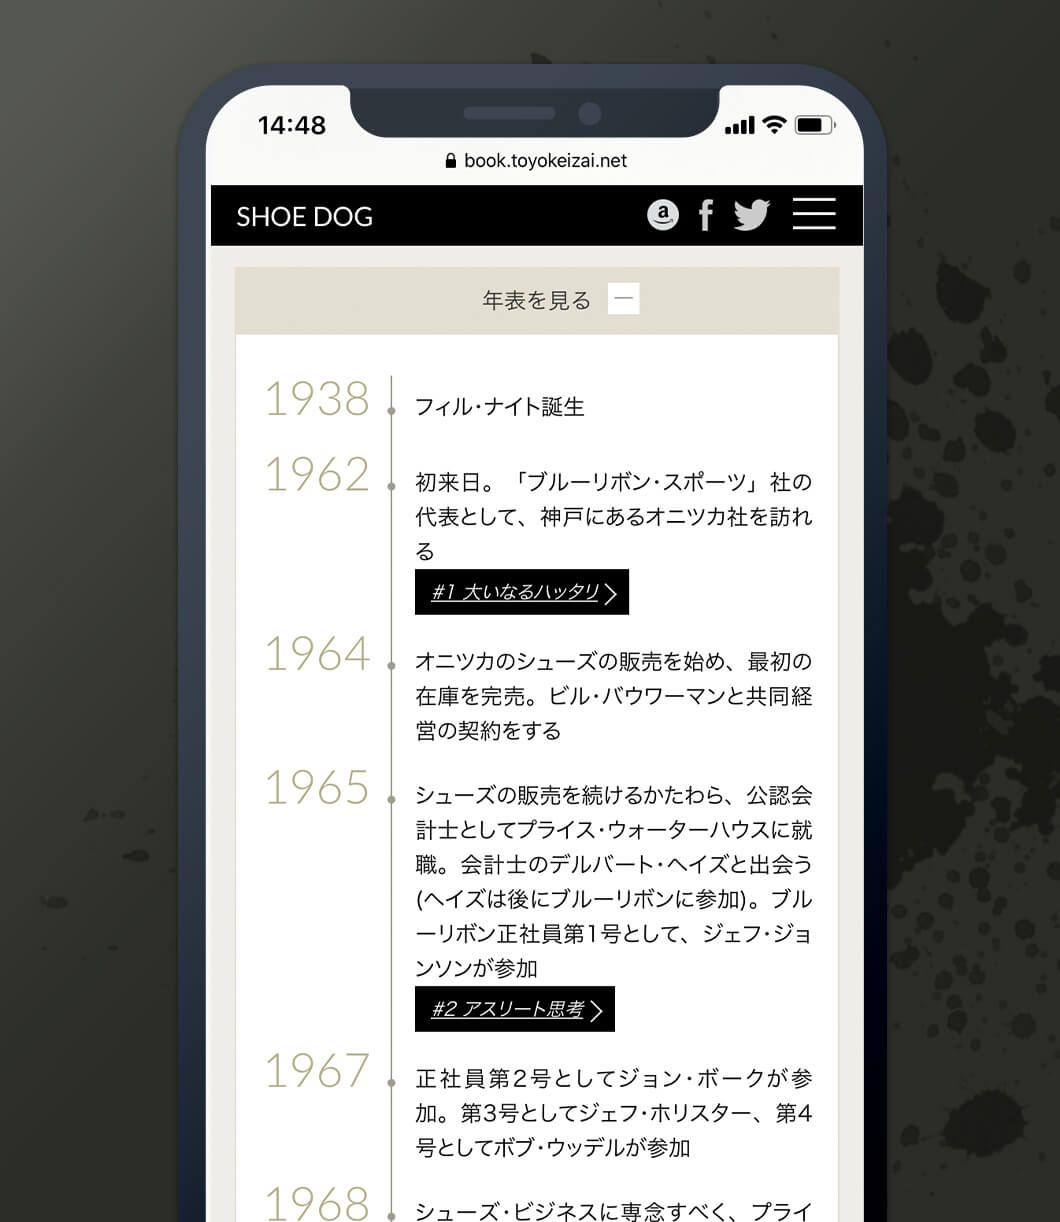 14:48
book.toyokeizai.net
SHOE DOG
年表を見る
1938
フィル・ナイト誕生
1962
初来日。「ブルーリボン・スポーツ」社の
代表として、神戸にあるオニツカ社を訪れ
る
#1 大いなるハッタリ
1964
オニツカのシューズの販売を始め、最初の
在庫を完売。ビル・バウワーマンと共同経
営の契約をする
1965
シューズの販売を続けるかたわら、公認会
計士としてプライス・ウォーターハウスに就
職。会計士のデルバート・ヘイズと出会う
(ヘイズは後にブルーリボンに参加)。ブル
ーリボン正社員第1号として、ジェフ・ジョ
ンソンが参加
#2 アスリート思考
1967
正社員第2号としてジョン・ボークが参
加。第3号としてジェフ・ホリスター、第4
号としてボブ・ウッデルが参加
1968
シューズ・ビジネスに専念すべく、プライ